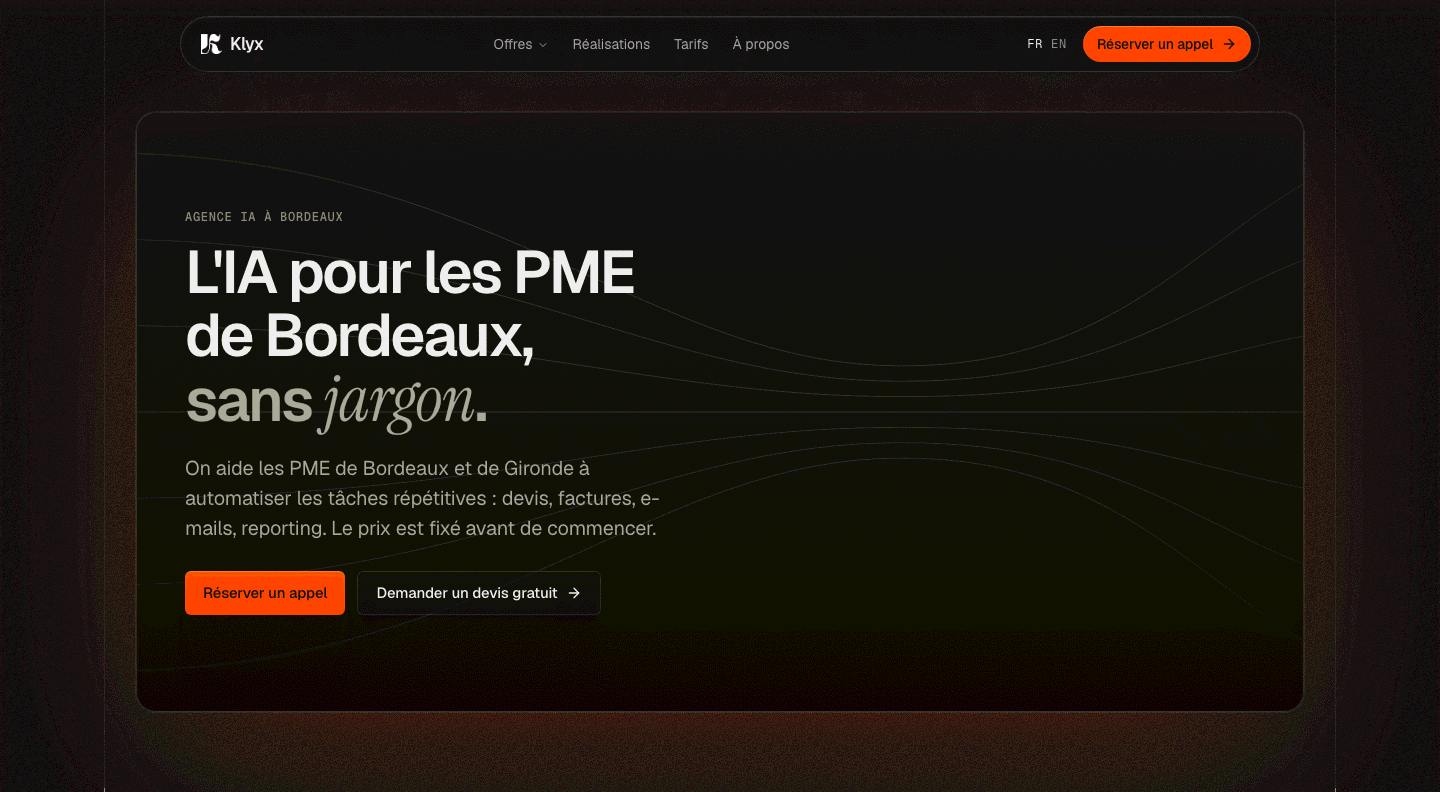 Klyx
Offres
Réalisations
Tarifs
À propos
FR EN
Réserver un appel →
AGENCE IA À BORDEAUX
L'IA pour les PME
de Bordeaux,
sans jargon.
On aide les PME de Bordeaux et de Gironde à
automatiser les tâches répétitives : devis, factures, e-
mails, reporting. Le prix est fixé avant de commencer.
Réserver un appel
Demander un devis gratuit →